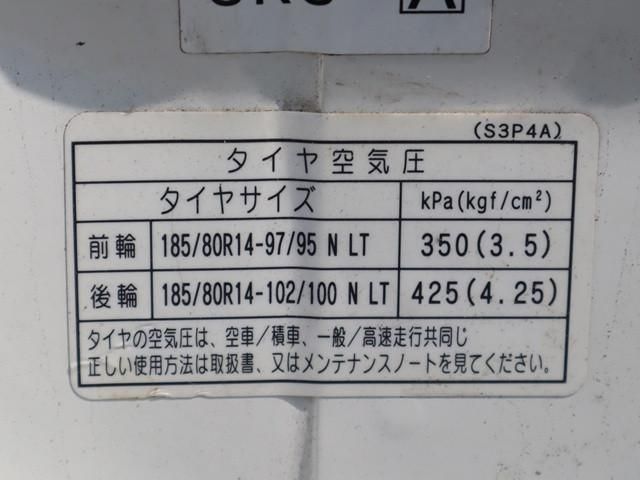 A
(S3P4A)
タイヤ空気圧
タイヤサイズ kPa(kgf/cm²)
前輪 185/80R14-97/95 N LT 350(3.5)
後輪 185/80R14-102/100 N LT 425(4.25)
タイヤの空気圧は、空車／積車、一般／高速走行共同じ
正しい使用方法は取扱書、又はメンテナンスノートを見てください。